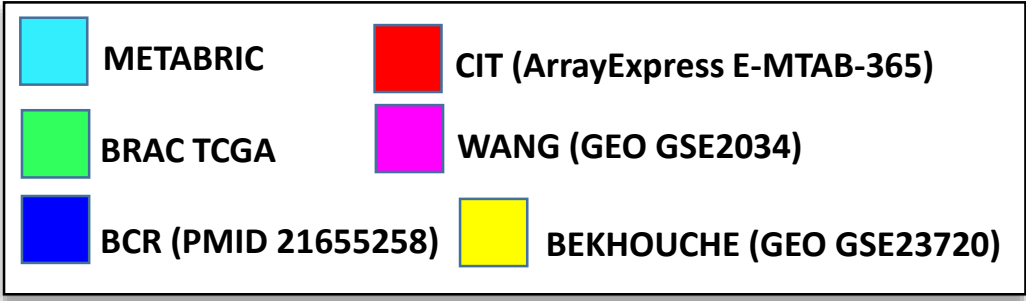 METABRIC
CIT (ArrayExpress E-MTAB-365)
BRAC TCGA
WANG (GEO GSE2034)
BCR (PMID 21655258)
BEKHOUCHE (GEO GSE23720)